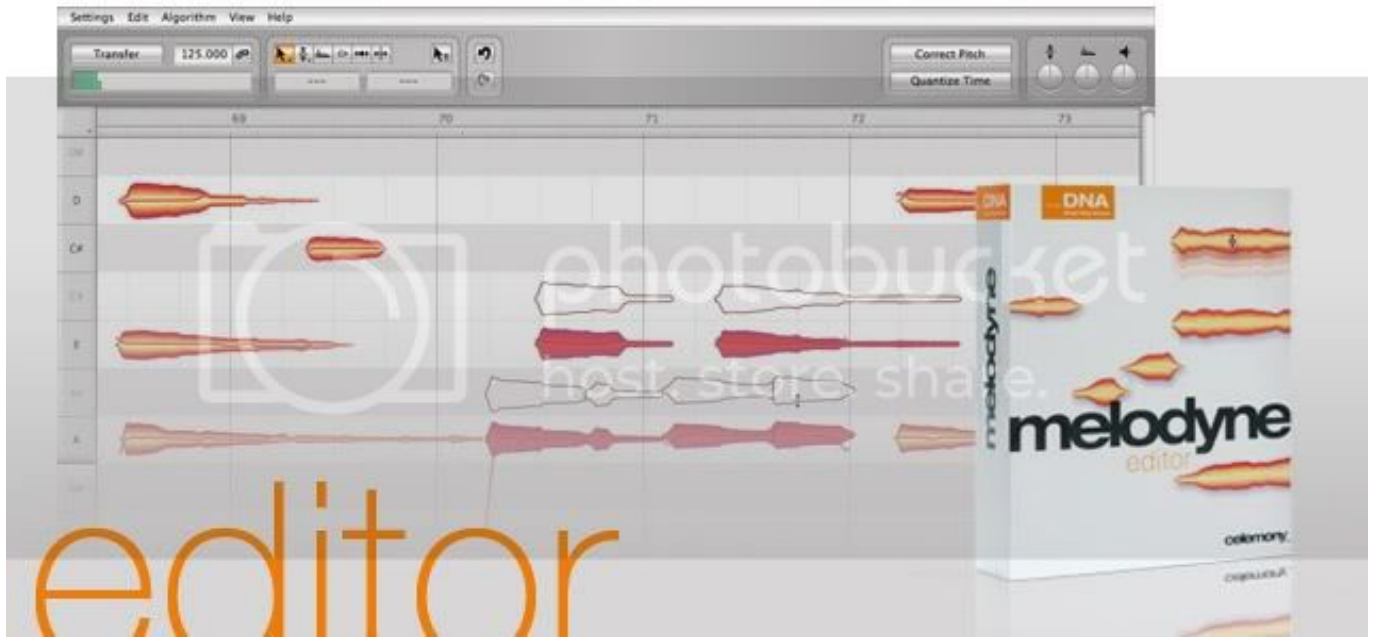 Settings Edit Algorithm View Help
Transfer 125.000
--- ---
Correct Pitch
Quantize Time
69 70 71 72 73
D
C#
B
A
photobucket
host. store. share.
DNA
DNA
melodyne
melodyne
editor
celemony
editor